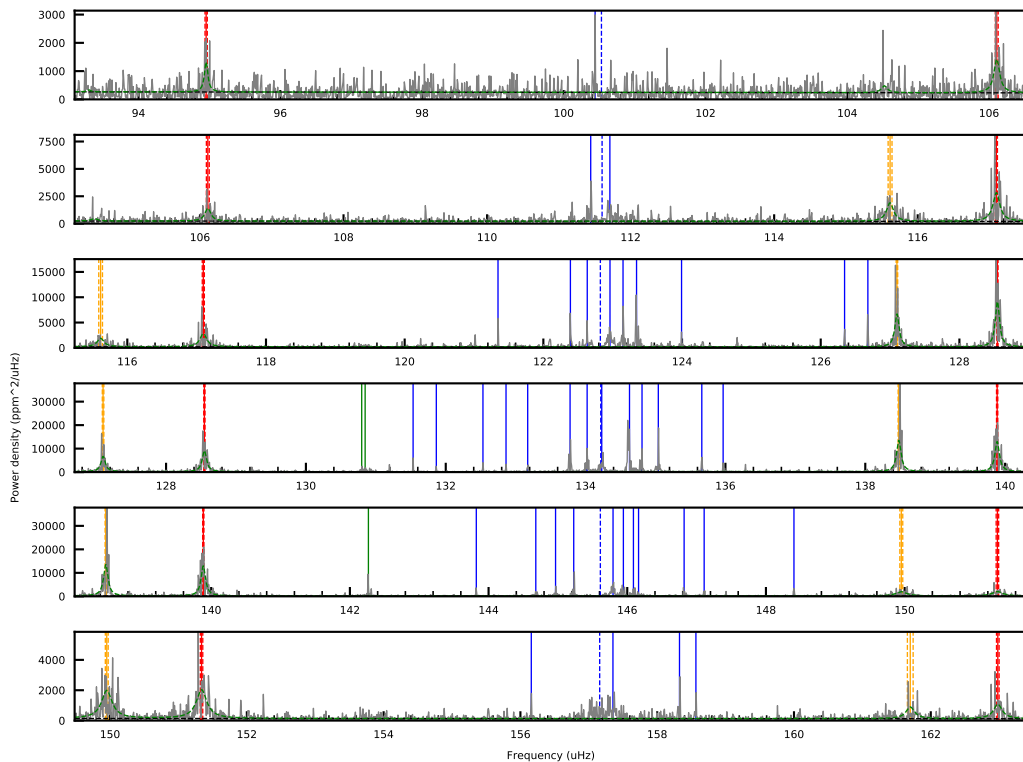 3000
2000
1000
0
94 96 98 100 102 104 106
7500
5000
2500
0
106 108 110 112 114 116
15000
10000
5000
0
116 118 120 122 124 126 128
Power density (ppm^2/uHz)
30000
20000
10000
0
128 130 132 134 136 138 140
30000
20000
10000
0
140 142 144 146 148 150
4000
2000
0
150 152 154 156 158 160 162
Frequency (uHz)